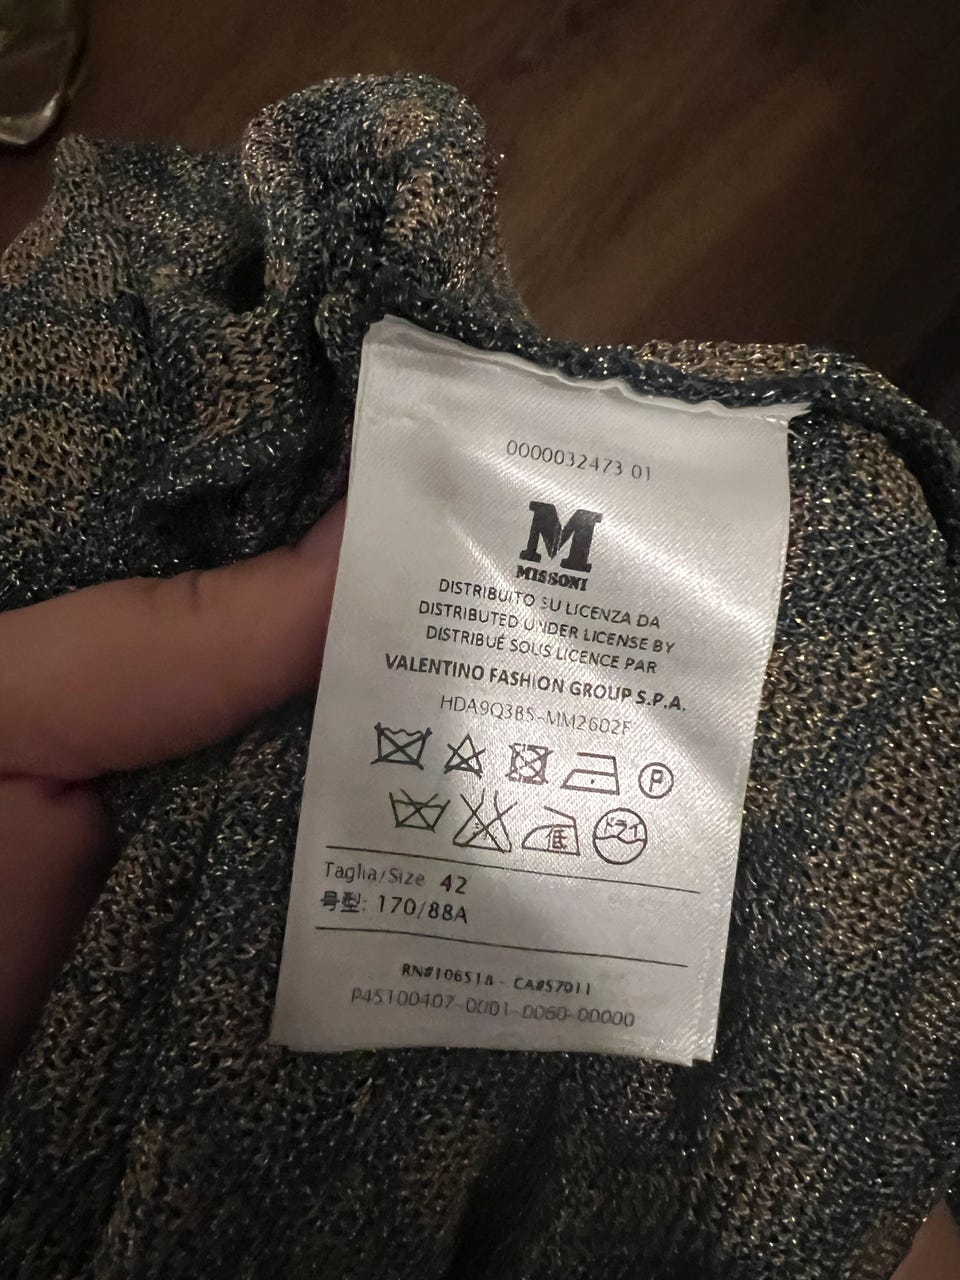 0000032473 01
M
MISSONI
DISTRIBUITO SU LICENZA DA
DISTRIBUTED UNDER LICENSE BY
DISTRIBUÉ SOUS LICENCE PAR
VALENTINO FASHION GROUP S.P.A.
HDA9Q385-MM2602F
P
低 ドライ
Taglia/Size 42
号型: 170/88A
RN#106518 - CA#57011
P45100407-0001-0060-00000